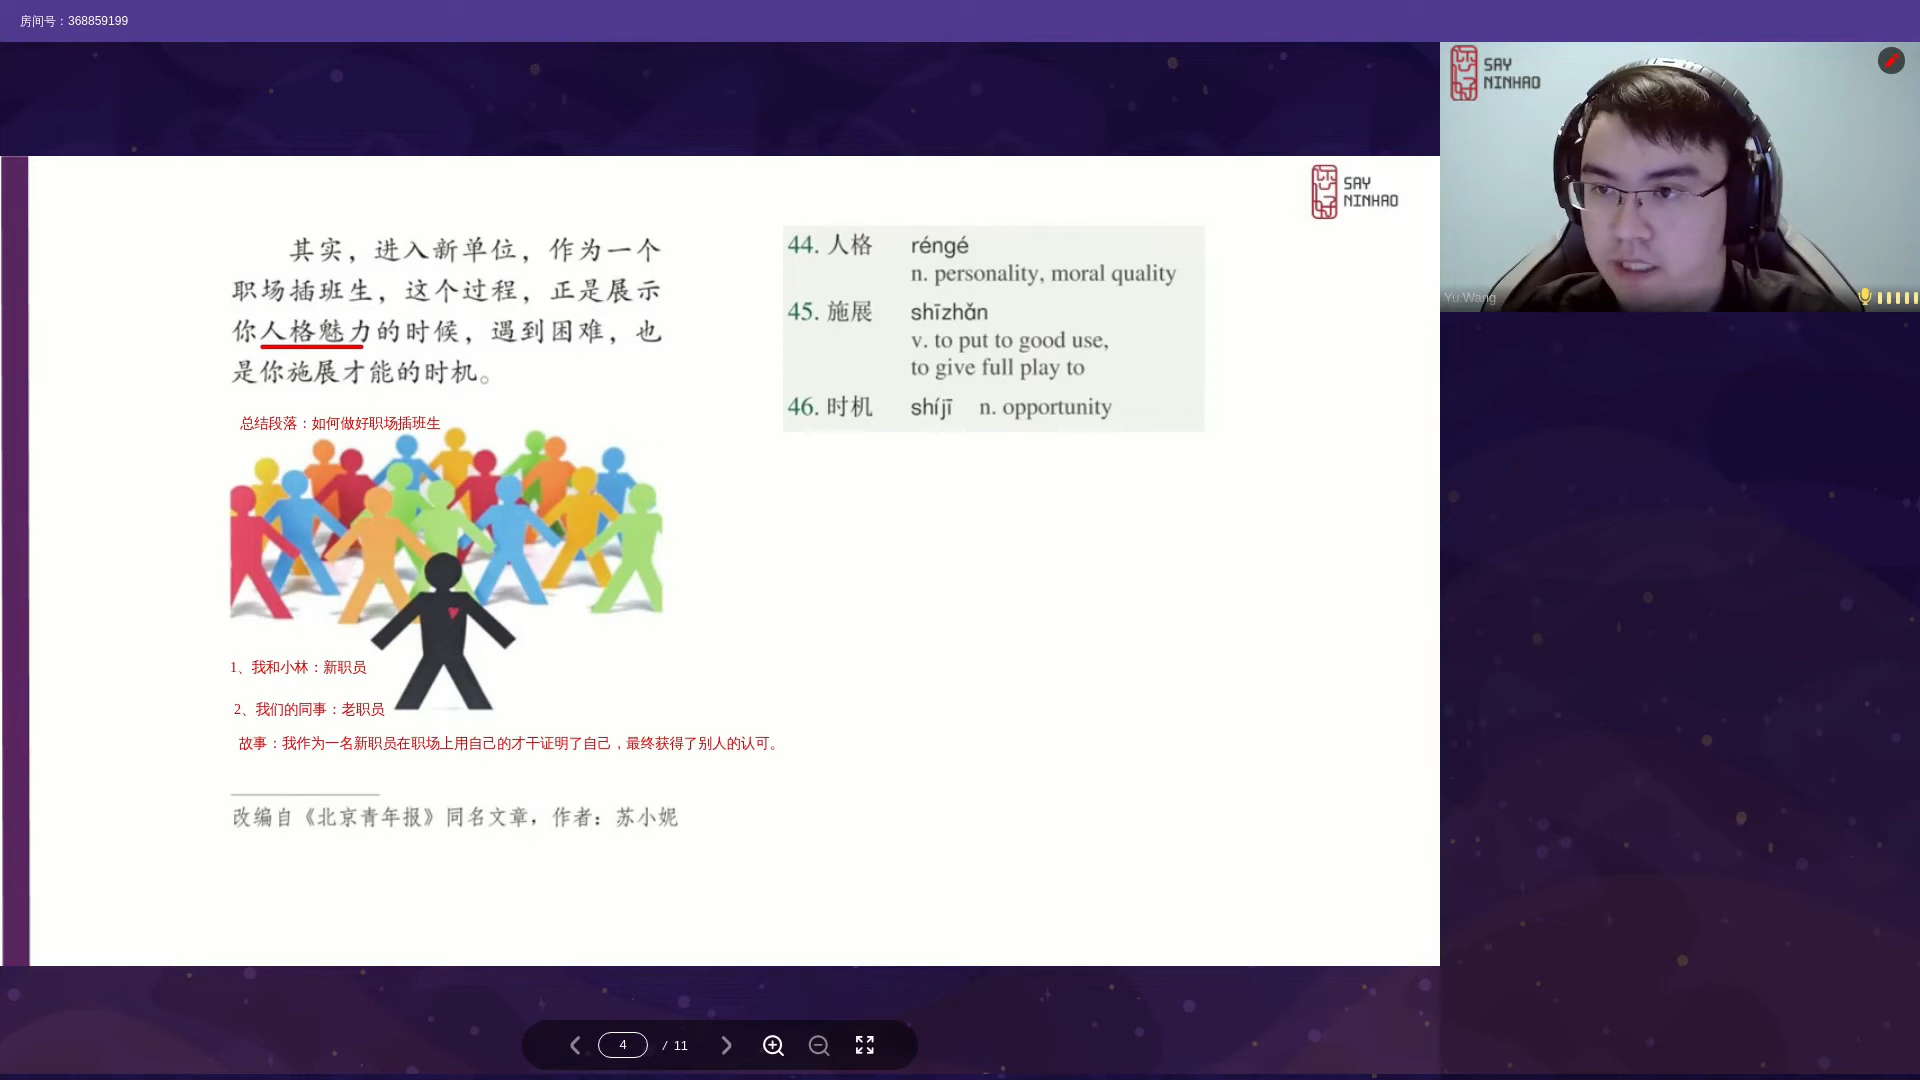 房间号：368859199
SAY
NINHAO
Yu.Wang
SAY
NINHAO
其实，进入新单位，作为一个
职场插班生，这个过程，正是展示
你人格魅力的时候，遇到困难，也
是你施展才能的时机。
44. 人格 réngé
n. personality, moral quality
45. 施展 shīzhǎn
v. to put to good use,
to give full play to
46. 时机 shíjī n. opportunity
总结段落：如何做好职场插班生
1、我和小林：新职员
2、我们的同事：老职员
故事：我作为一名新职员在职场上用自己的才干证明了自己，最终获得了别人的认可。
改编自《北京青年报》同名文章，作者：苏小妮
4 / 11